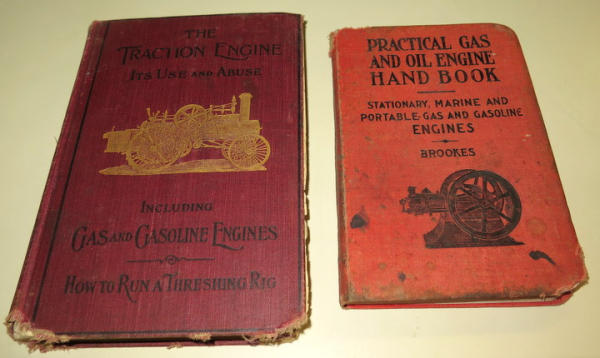 THE
TRACTION ENGINE
ITS USE AND ABUSE
INCLUDING
GAS AND GASOLINE ENGINES
HOW TO RUN A THRESHING RIG
PRACTICAL GAS
AND OIL ENGINE
HAND BOOK
STATIONARY, MARINE AND
PORTABLE GAS AND GASOLINE
ENGINES
BROOKES